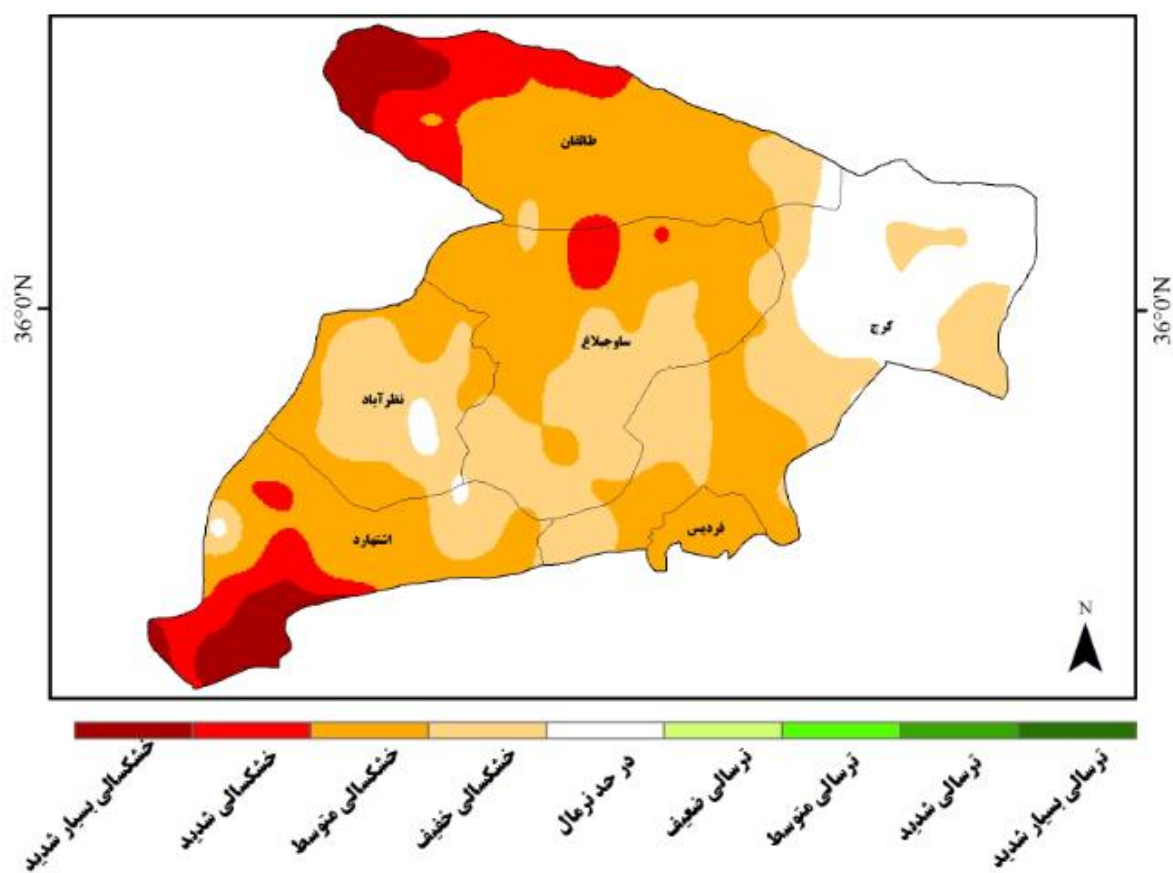 طالقان
36°0'N
36°0'N
کرج
ساوجبلاغ
نظرآباد
فردیس
اشتهارد
N
خشکسالی بسیار شدید
خشکسالی شدید
خشکسالی متوسط
خشکسالی خفیف
در حد نرمال
ترسالی ضعیف
ترسالی متوسط
ترسالی شدید
ترسالی بسیار شدید